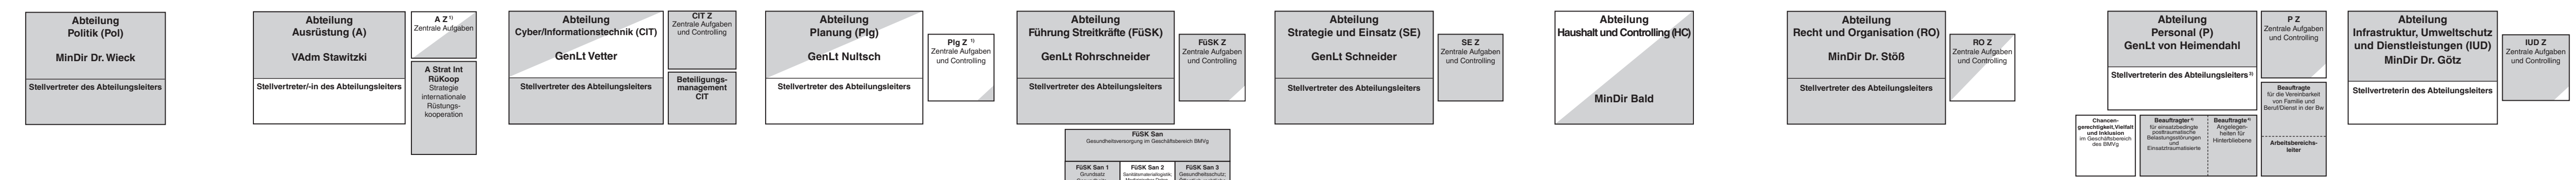 Abteilung
Politik (Pol)
MinDir Dr. Wieck
Stellvertreter des Abteilungsleiters
Abteilung
Ausrüstung (A)
VAdm Stawitzki
Stellvertreter/-in des Abteilungsleiters
A Z 1)
Zentrale Aufgaben
A Strat Int
RüKoop
Strategie
internationale
Rüstungs-
kooperation
Abteilung
Cyber/Informationstechnik (CIT)
GenLt Vetter
Stellvertreter des Abteilungsleiters
CIT Z
Zentrale Aufgaben
und Controlling
Beteiligungs-
management
CIT
Abteilung
Planung (Plg)
GenLt Nultsch
Stellvertreter des Abteilungsleiters
Plg Z 1)
Zentrale Aufgaben
und Controlling
Abteilung
Führung Streitkräfte (FüSK)
GenLt Rohrschneider
Stellvertreter des Abteilungsleiters
FüSK Z
Zentrale Aufgaben
und Controlling
FüSK San
Gesundheitsversorgung im Geschäftsbereich BMVg
FüSK San 1
Grundsatz
FüSK San 2
Sanitätsmateriallogistik;
FüSK San 3
Gesundheitsschutz;
Abteilung
Strategie und Einsatz (SE)
GenLt Schneider
Stellvertreter des Abteilungsleiters
SE Z
Zentrale Aufgaben
und Controlling
Abteilung
Haushalt und Controlling (HC)
MinDir Bald
Abteilung
Recht und Organisation (RO)
MinDir Dr. Stöß
Stellvertreter des Abteilungsleiters
RO Z
Zentrale Aufgaben
und Controlling
Abteilung
Personal (P)
GenLt von Heimendahl
Stellvertreterin des Abteilungsleiters
P Z
Zentrale Aufgaben
und Controlling
Beauftragte
für die Vereinbarkeit
von Familie und
Beruf/Dienst in der Bw
Arbeitsbereichs-
leiter
Chancen-
gerechtigkeit,Vielfalt
und Inklusion
im Geschäftsbereich
des BMVg
Beauftragter
für einsatzbedingte
posttraumatische
Belastungsstörungen
und
Einsatztraumatisierte
Beauftragte
Angelegen-
heiten für
Hinterbliebene
Abteilung
Infrastruktur, Umweltschutz
und Dienstleistungen (IUD)
MinDir Dr. Götz
Stellvertreterin des Abteilungsleiters
IUD Z
Zentrale Aufgaben
und Controlling